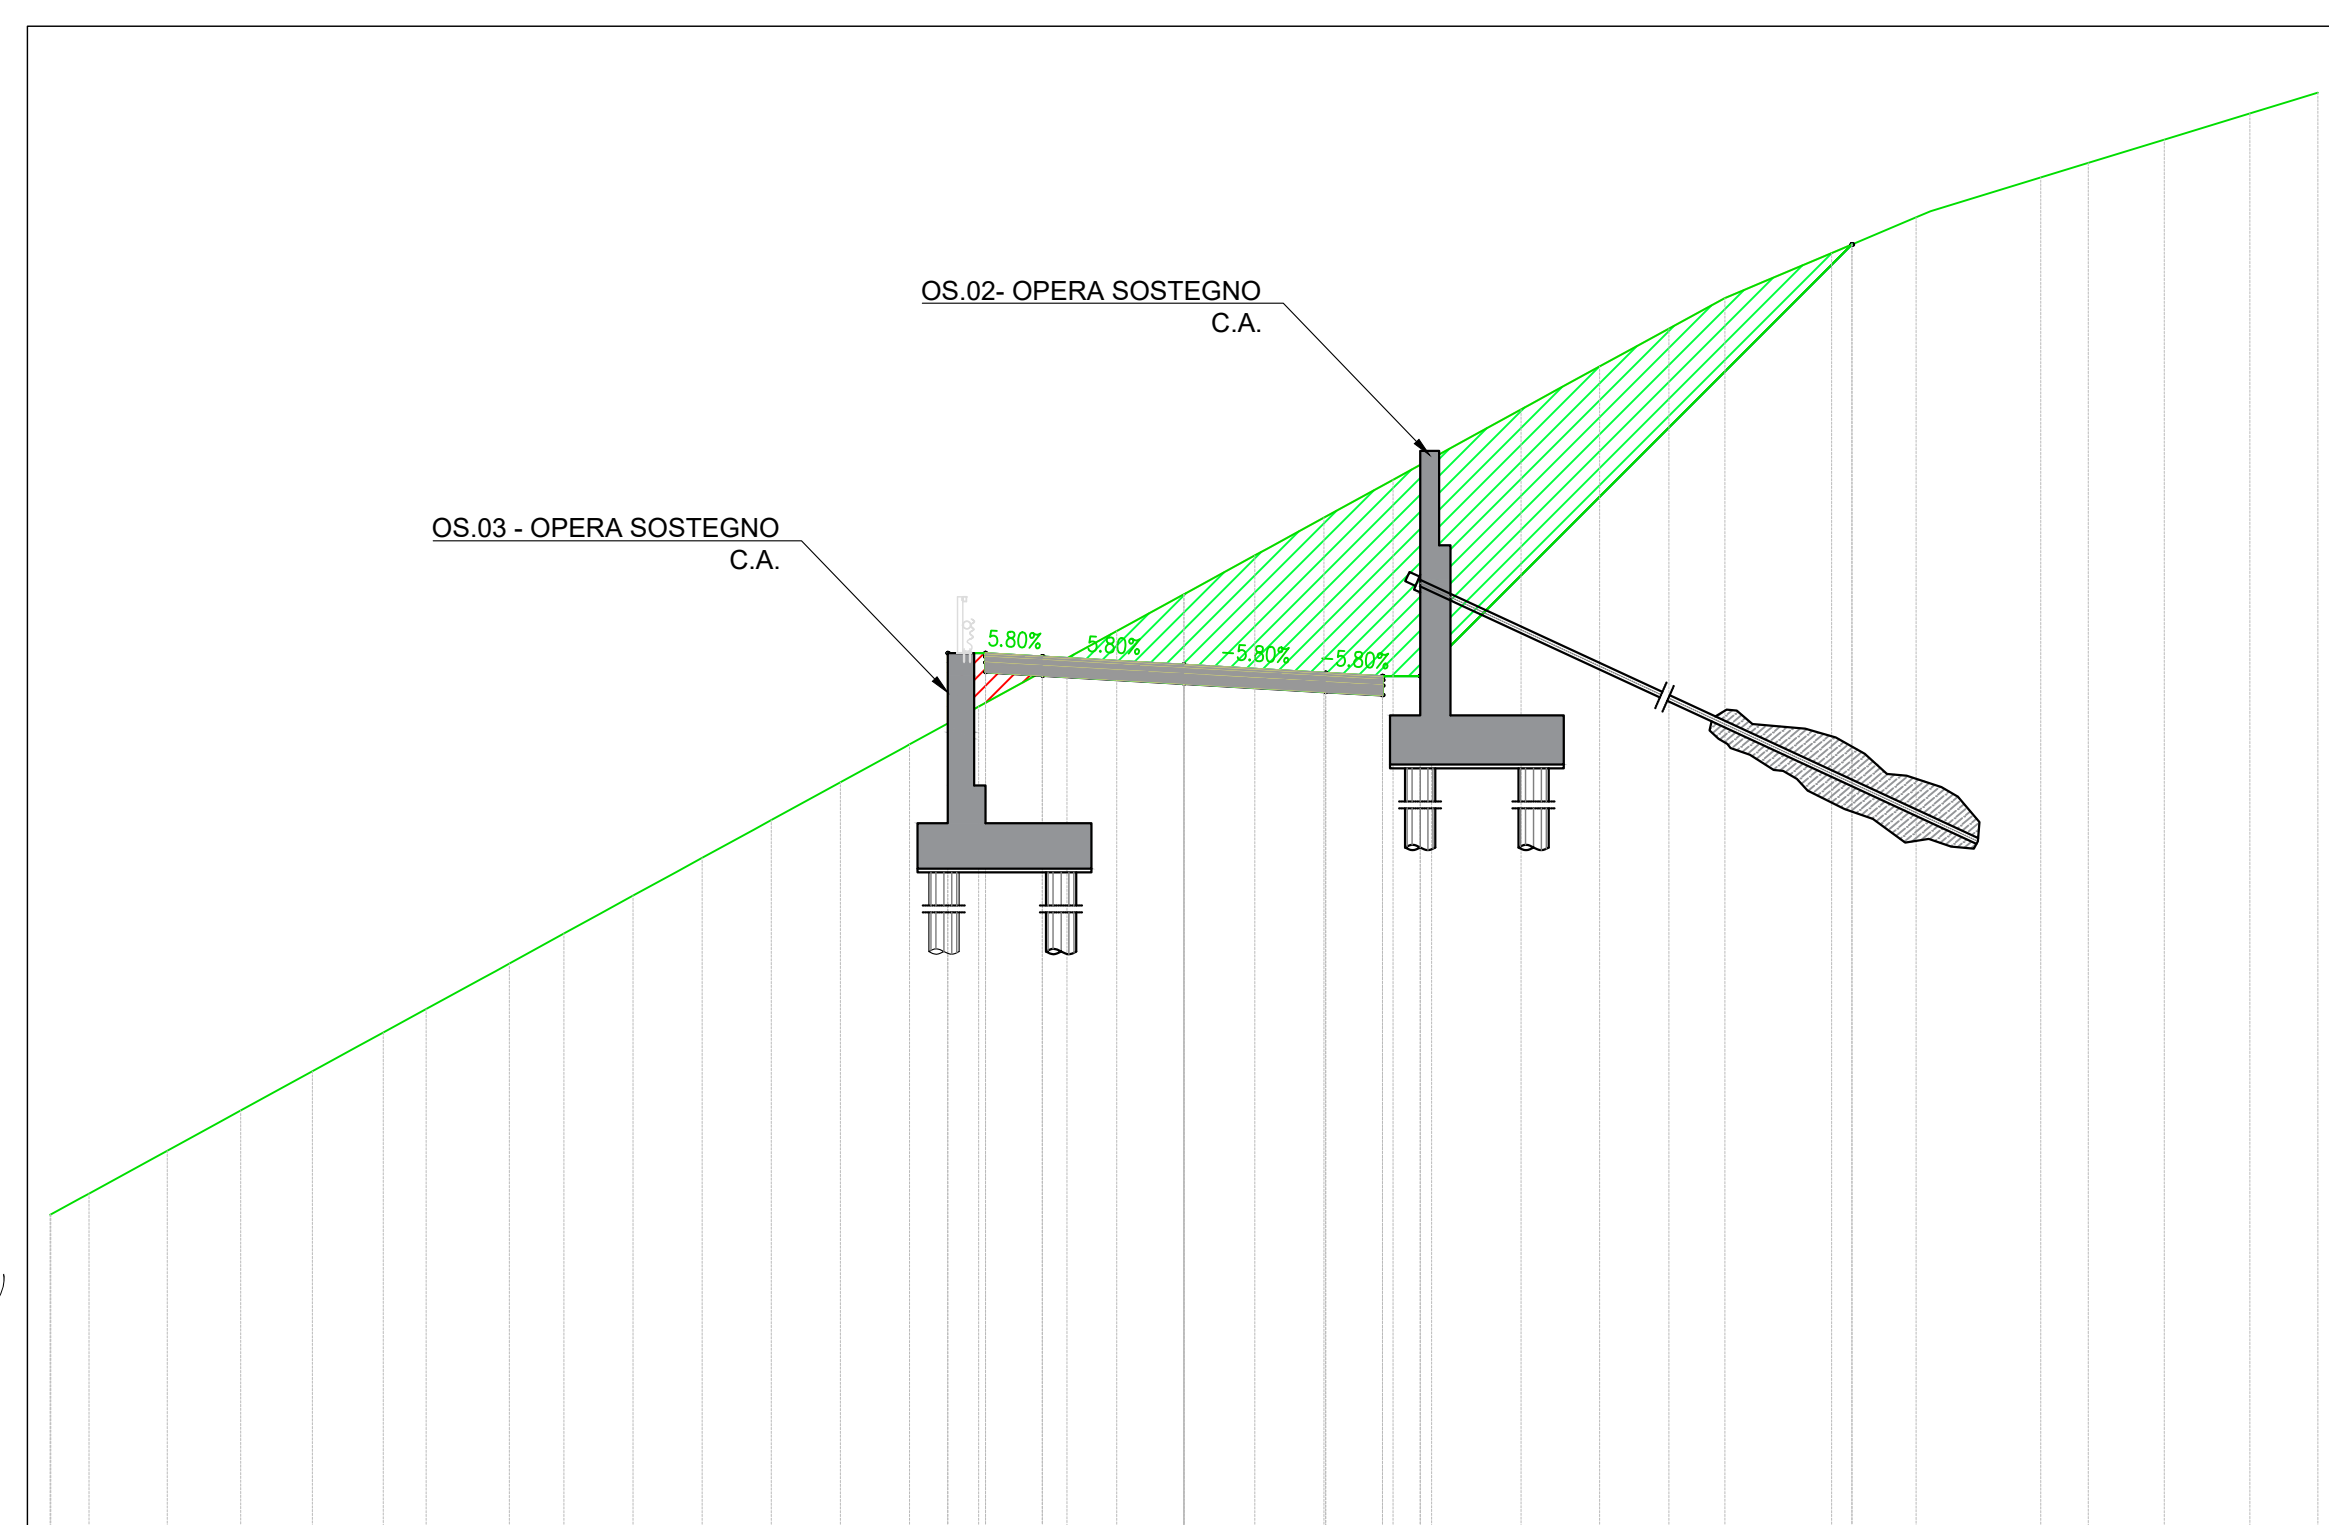 OS.02- OPERA SOSTEGNO
C.A.
OS.03 - OPERA SOSTEGNO
C.A.
5.80%
5.80%
−5.80%
−5.80%